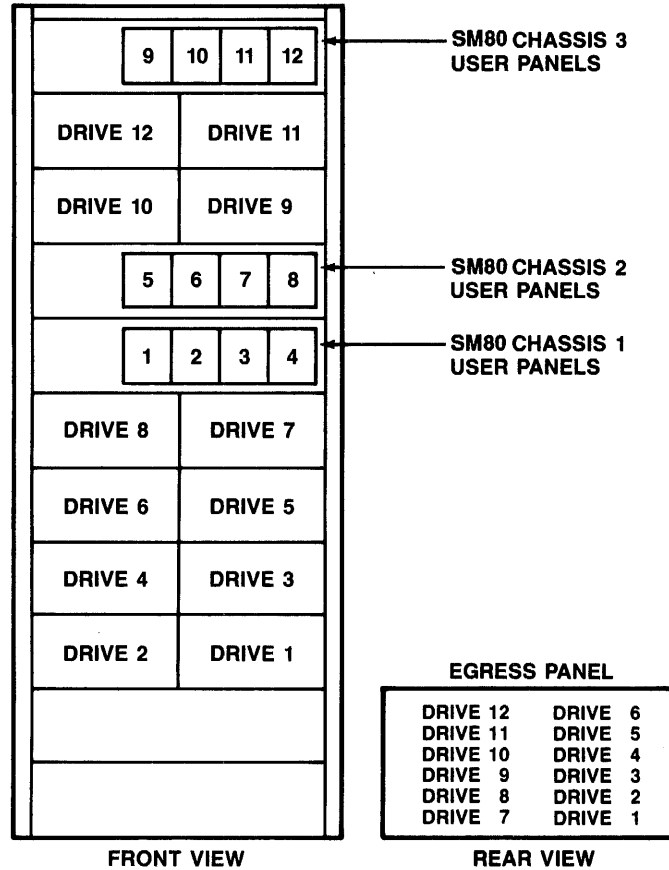 9 10 11 12
SM80 CHASSIS 3
USER PANELS
DRIVE 12 DRIVE 11
DRIVE 10 DRIVE 9
5 6 7 8
SM80 CHASSIS 2
USER PANELS
1 2 3 4
SM80 CHASSIS 1
USER PANELS
DRIVE 8 DRIVE 7
DRIVE 6 DRIVE 5
DRIVE 4 DRIVE 3
DRIVE 2 DRIVE 1
FRONT VIEW
EGRESS PANEL
DRIVE 12 DRIVE 6
DRIVE 11 DRIVE 5
DRIVE 10 DRIVE 4
DRIVE 9 DRIVE 3
DRIVE 8 DRIVE 2
DRIVE 7 DRIVE 1
REAR VIEW